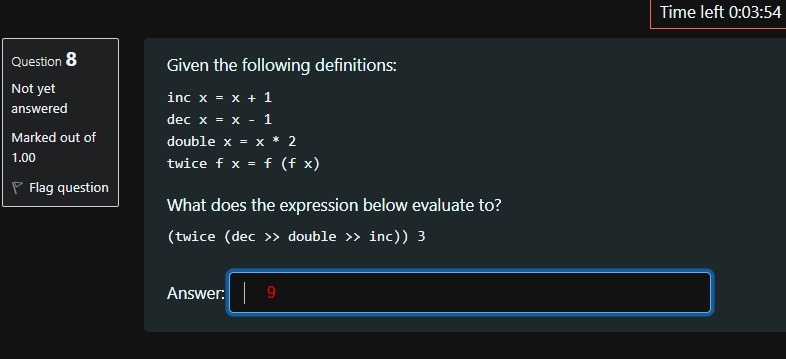 Time left 0:03:54
Question 8
Not yet
answered
Marked out of
1.00
Flag question
Given the following definitions:
inc x = x + 1
dec x = x - 1
double x = x * 2
twice f x = f (f x)
What does the expression below evaluate to?
(twice (dec >> double >> inc)) 3
Answer: 9